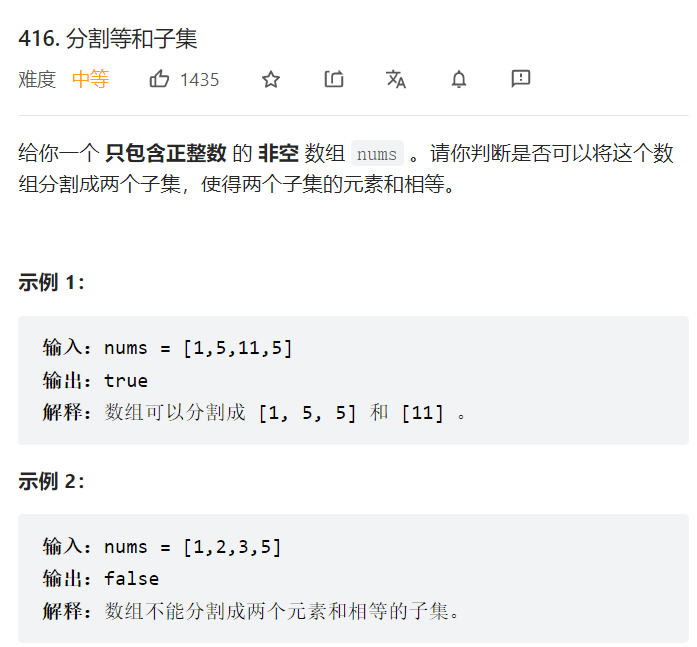 416. 分割等和子集
难度 中等 1435
给你一个 只包含正整数 的 非空 数组 nums 。请你判断是否可以将这个数
组分割成两个子集，使得两个子集的元素和相等。
示例 1：
输入：nums = [1,5,11,5]
输出：true
解释：数组可以分割成 [1, 5, 5] 和 [11] 。
示例 2：
输入：nums = [1,2,3,5]
输出：false
解释：数组不能分割成两个元素和相等的子集。